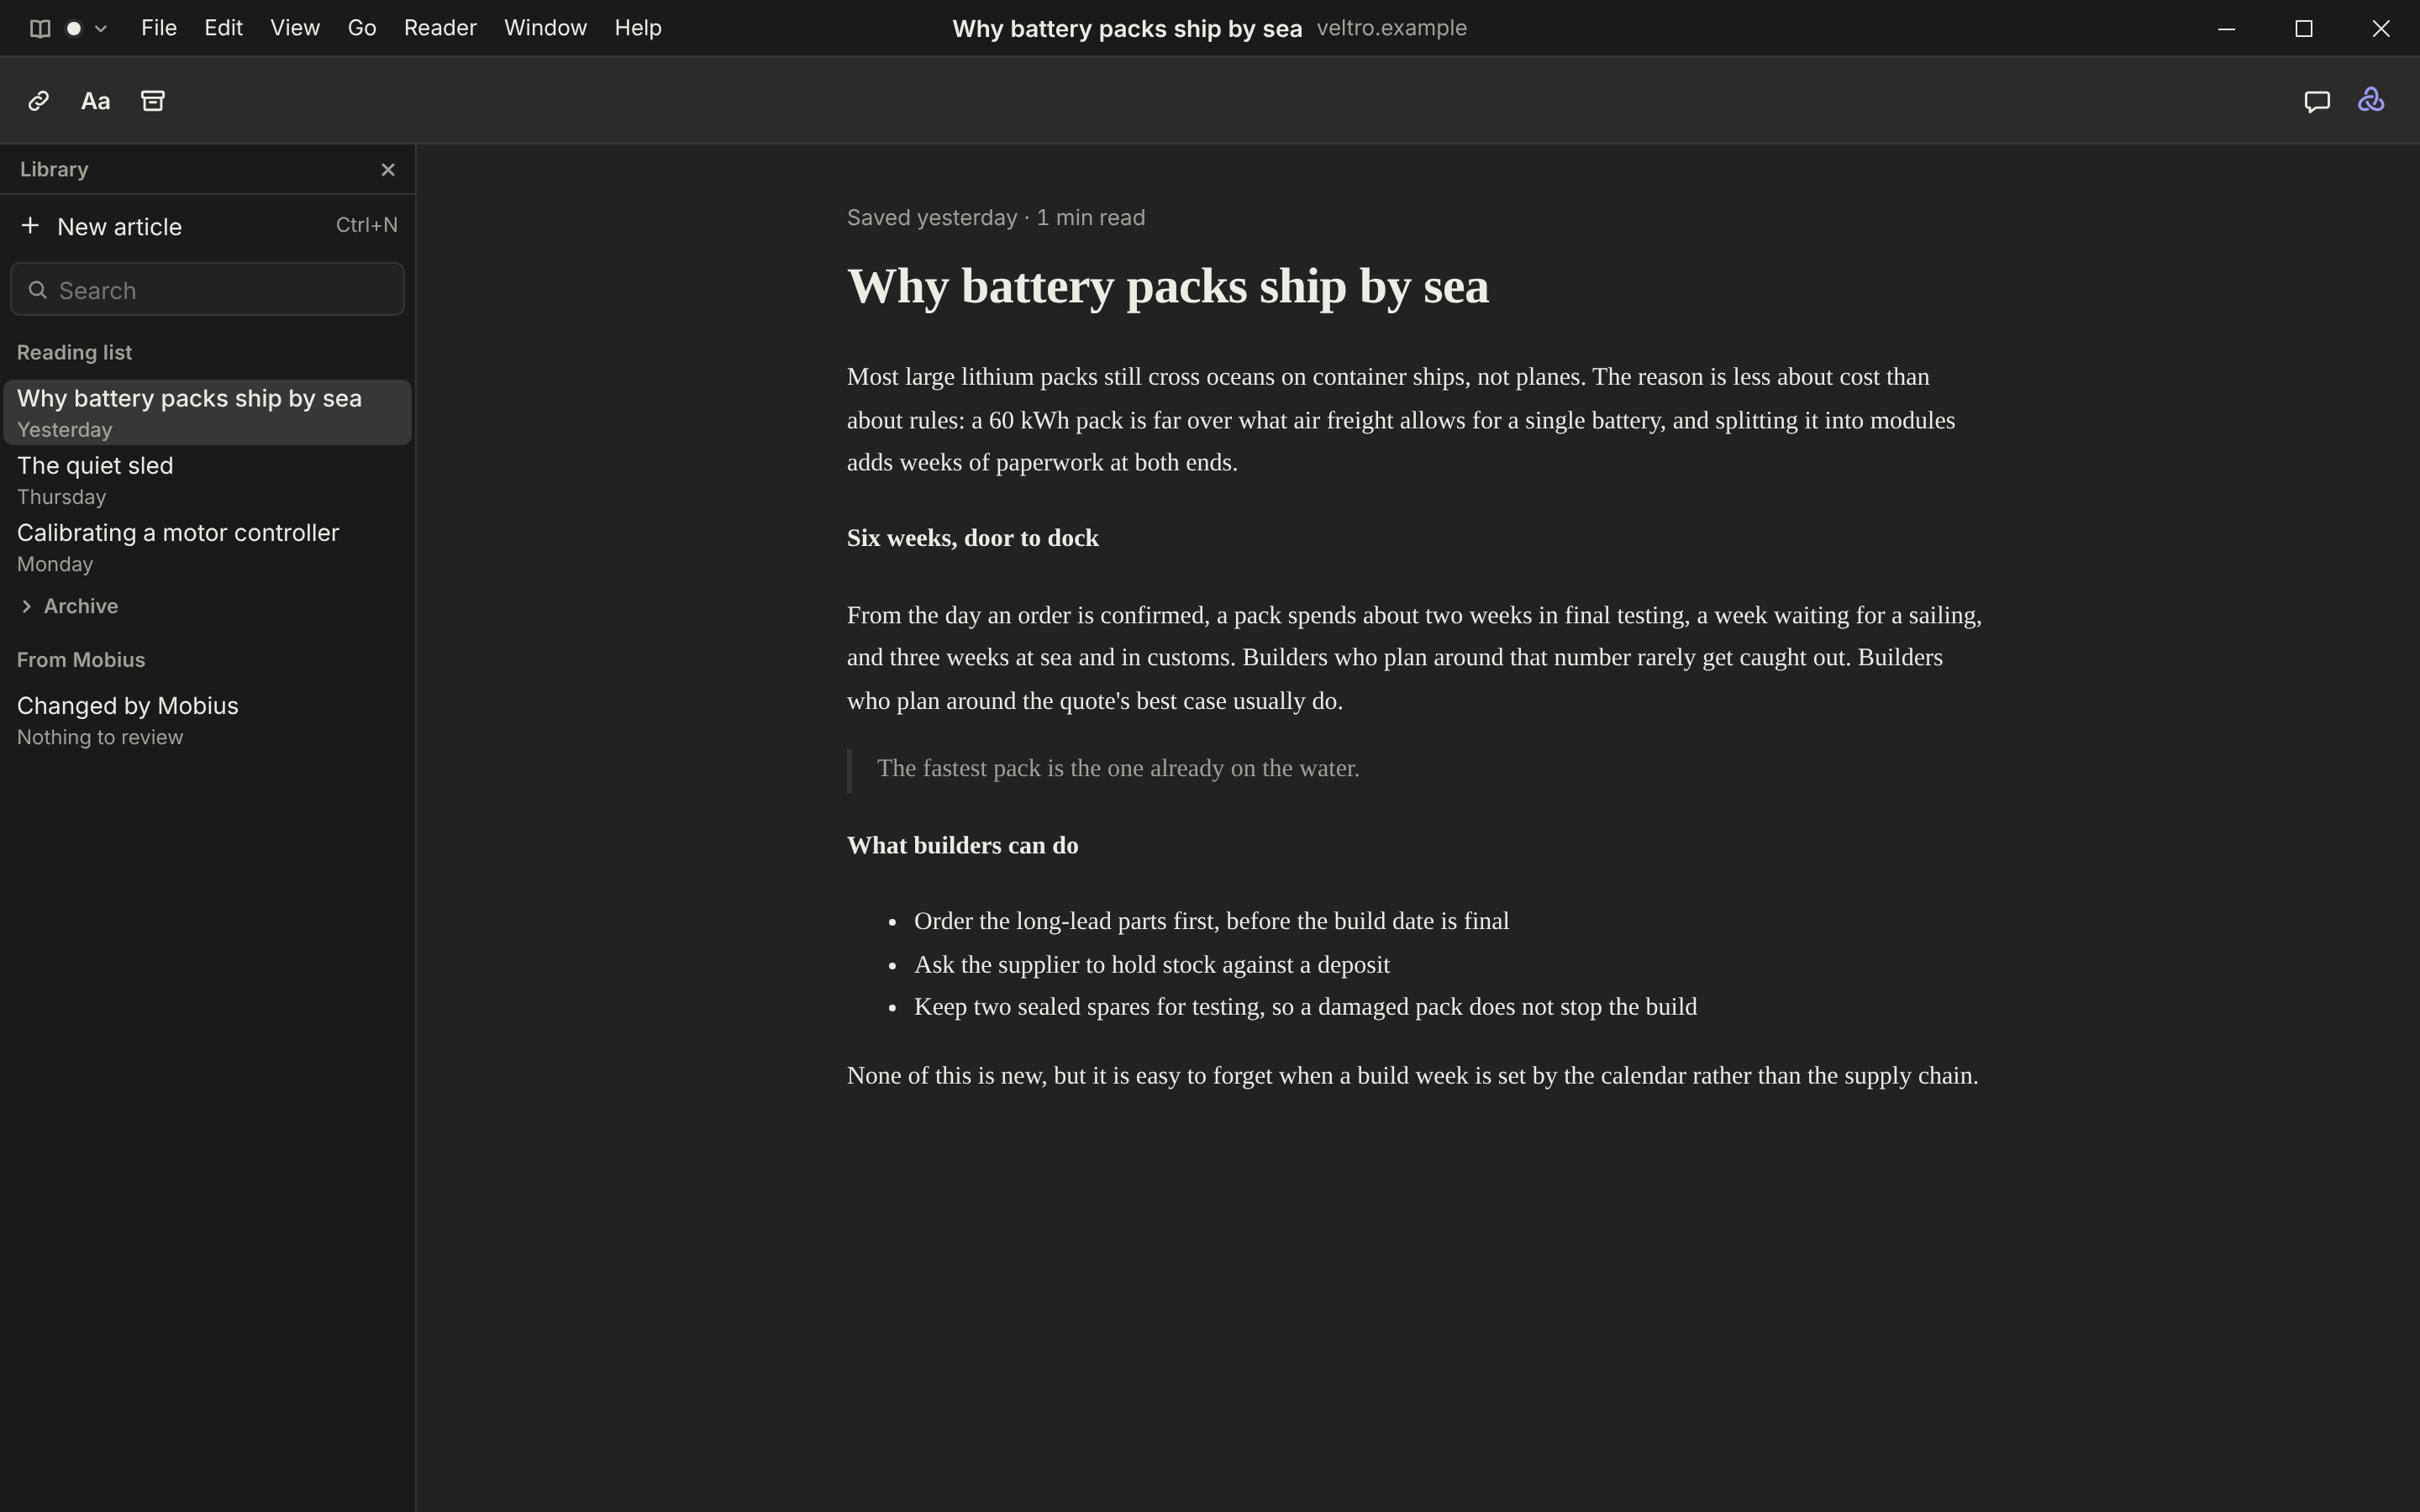 File Edit View Go Reader Window Help
Why battery packs ship by sea veltro.example
Aa
Library
New article Ctrl+N
Search
Reading list
Why battery packs ship by sea
Yesterday
The quiet sled
Thursday
Calibrating a motor controller
Monday
Archive
From Mobius
Changed by Mobius
Nothing to review
Saved yesterday · 1 min read
Why battery packs ship by sea
Most large lithium packs still cross oceans on container ships, not planes. The reason is less about cost than
about rules: a 60 kWh pack is far over what air freight allows for a single battery, and splitting it into modules
adds weeks of paperwork at both ends.
Six weeks, door to dock
From the day an order is confirmed, a pack spends about two weeks in final testing, a week waiting for a sailing,
and three weeks at sea and in customs. Builders who plan around that number rarely get caught out. Builders
who plan around the quote's best case usually do.
The fastest pack is the one already on the water.
What builders can do
• Order the long-lead parts first, before the build date is final
• Ask the supplier to hold stock against a deposit
• Keep two sealed spares for testing, so a damaged pack does not stop the build
None of this is new, but it is easy to forget when a build week is set by the calendar rather than the supply chain.